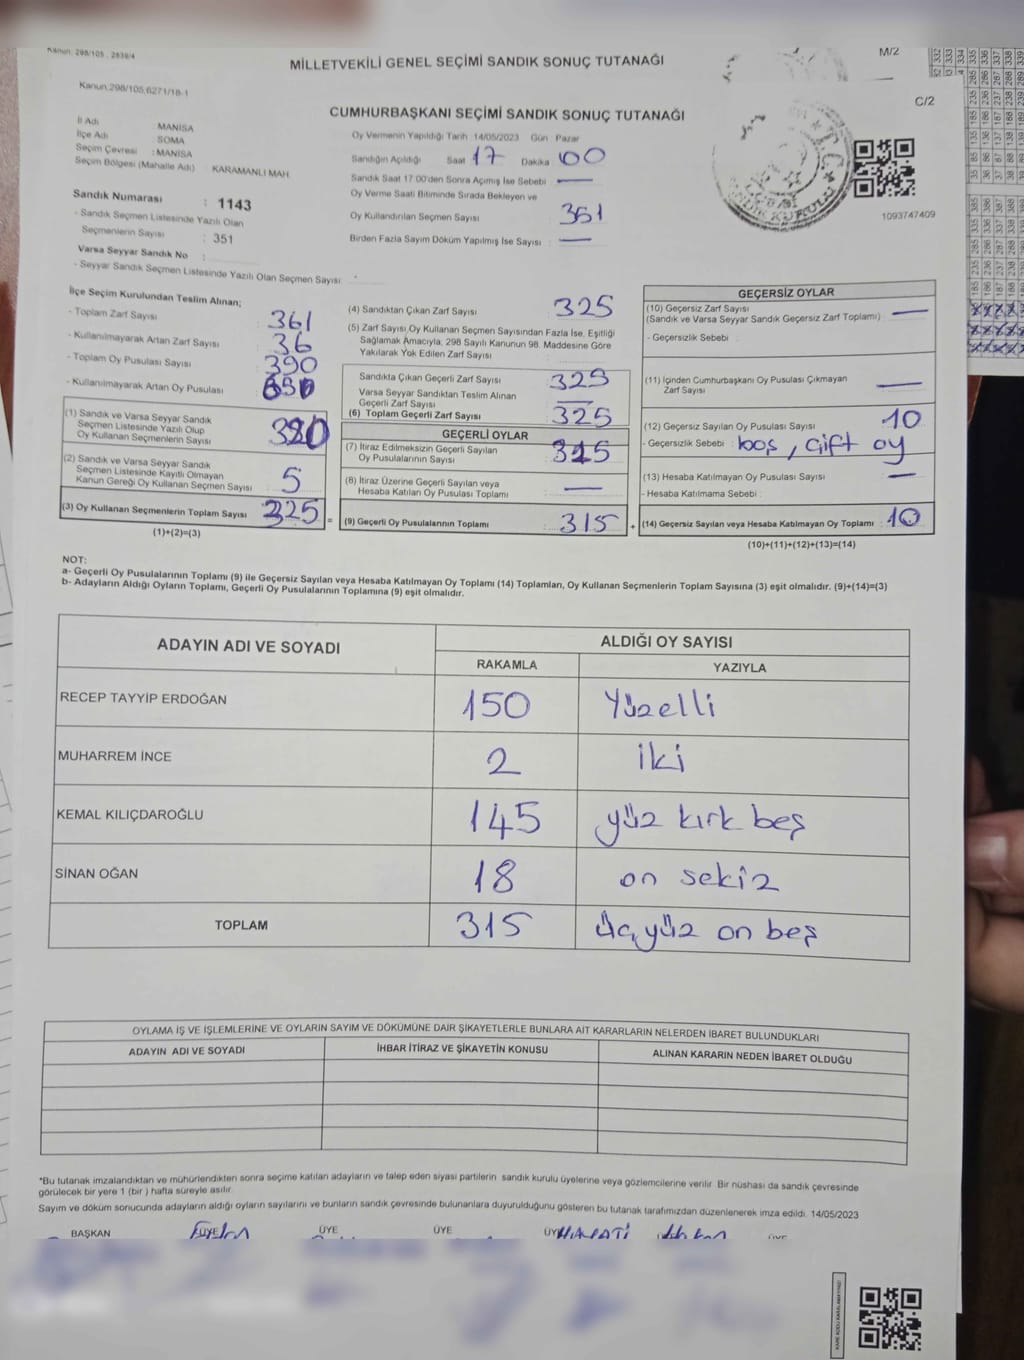 Kanun: 298/105, 2839/4
M/2
MİLLETVEKİLİ GENEL SEÇİMİ SANDIK SONUÇ TUTANAĞI
Kanun,298/105,6271/18-1
C/2
CUMHURBAŞKANI SEÇİMİ SANDIK SONUÇ TUTANAĞI
İl Adı MANİSA
İlçe Adı SOMA
Seçim Çevresi : MANİSA
Seçim Bölgesi (Mahalle Adı) : KARAMANLI MAH.
Sandık Numarası : 1143
- Sandık Seçmen Listesinde Yazılı Olan
Seçmenlerin Sayısı : 351
Varsa Seyyar Sandık No :
- Seyyar Sandık Seçmen Listesinde Yazılı Olan Seçmen Sayısı:
Oy Vermenin Yapıldığı Tarih 14/05/2023 Gün Pazar
Sandığın Açıldığı Saat 17 Dakika 00
Sandık Saat 17:00'den Sonra Açımış İse Sebebi : —
Oy Verme Saati Bitiminde Sırada Bekleyen ve
Oy Kullandırılan Seçmen Sayısı 361
Birden Fazla Sayım Döküm Yapılmış İse Sayısı : —
1093747409
İlçe Seçim Kurulundan Teslim Alınan;
- Toplam Zarf Sayısı : 361
- Kullanılmayarak Artan Zarf Sayısı : 36
- Toplam Oy Pusulası Sayısı : 390
- Kullanılmayarak Artan Oy Pusulası
(1) Sandık ve Varsa Seyyar Sandık
Seçmen Listesinde Yazılı Olup
Oy Kullanan Seçmenlerin Sayısı : 320
(2) Sandık ve Varsa Seyyar Sandık
Seçmen Listesinde Kayıtlı Olmayan
Kanun Gereği Oy Kullanan Seçmen Sayısı : 5
(3) Oy Kullanan Seçmenlerin Toplam Sayısı : 325
(1)+(2)=(3)
(4) Sandıktan Çıkan Zarf Sayısı : 325
(5) Zarf Sayısı,Oy Kullanan Seçmen Sayısından Fazla İse, Eşitliği
Sağlamak Amacıyla, 298 Sayılı Kanunun 98. Maddesine Göre
Yakılarak Yok Edilen Zarf Sayısı
Sandıkta Çıkan Geçerli Zarf Sayısı : 325
Varsa Seyyar Sandıktan Teslim Alınan
Geçerli Zarf Sayısı : —
(6) Toplam Geçerli Zarf Sayısı : 325
GEÇERLİ OYLAR
(7) İtiraz Edilmeksizin Geçerli Sayılan
Oy Pusulalarının Sayısı : 315
(8) İtiraz Üzerine Geçerli Sayılan veya
Hesaba Katılan Oy Pusulası Toplamı : —
= (9) Geçerli Oy Pusulalarının Toplamı : 315
GEÇERSİZ OYLAR
(10) Geçersiz Zarf Sayısı
(Sandık ve Varsa Seyyar Sandık Geçersiz Zarf Toplamı) : —
- Geçersizlik Sebebi :
(11) İçinden Cumhurbaşkanı Oy Pusulası Çıkmayan
Zarf Sayısı : —
(12) Geçersiz Sayılan Oy Pusulası Sayısı : 10
- Geçersizlik Sebebi : boş, çift oy
(13) Hesaba Katılmayan Oy Pusulası Sayısı : —
- Hesaba Katılmama Sebebi :
+ (14) Geçersiz Sayılan veya Hesaba Katılmayan Oy Toplamı : 10
(10)+(11)+(12)+(13)=(14)
NOT:
a- Geçerli Oy Pusulalarının Toplamı (9) ile Geçersiz Sayılan veya Hesaba Katılmayan Oy Toplamı (14) Toplamları, Oy Kullanan Seçmenlerin Toplam Sayısına (3) eşit olmalıdır. (9)+(14)=(3)
b- Adayların Aldığı Oyların Toplamı, Geçerli Oy Pusulalarının Toplamına (9) eşit olmalıdır.
ADAYIN ADI VE SOYADI ALDIĞI OY SAYISI
RAKAMLA YAZIYLA
RECEP TAYYİP ERDOĞAN 150 Yüzelli
MUHARREM İNCE 2 iki
KEMAL KILIÇDAROĞLU 145 yüz kırk beş
SİNAN OĞAN 18 on sekiz
TOPLAM 315 üçyüz on beş
OYLAMA İŞ VE İŞLEMLERİNE VE OYLARIN SAYIM VE DÖKÜMÜNE DAİR ŞİKAYETLERLE BUNLARA AİT KARARLARIN NELERDEN İBARET BULUNDUKLARI
ADAYIN ADI VE SOYADI İHBAR İTİRAZ VE ŞİKAYETİN KONUSU ALINAN KARARIN NEDEN İBARET OLDUĞU
*Bu tutanak imzalandıktan ve mühürlendikten sonra seçime katılan adayların ve talep eden siyasi partilerin sandık kurulu üyelerine veya gözlemcilerine verilir. Bir nüshası da sandık çevresinde
görülecek bir yere 1 (bir) hafta süreyle asılır.
Sayım ve döküm sonucunda adayların aldığı oyların sayılarını ve bunların sandık çevresinde bulunanlara duyurulduğunu gösteren bu tutanak tarafımızdan düzenlenerek imza edildi. 14/05/2023
BAŞKAN ÜYE ÜYE ÜYE ÜYE ÜYE